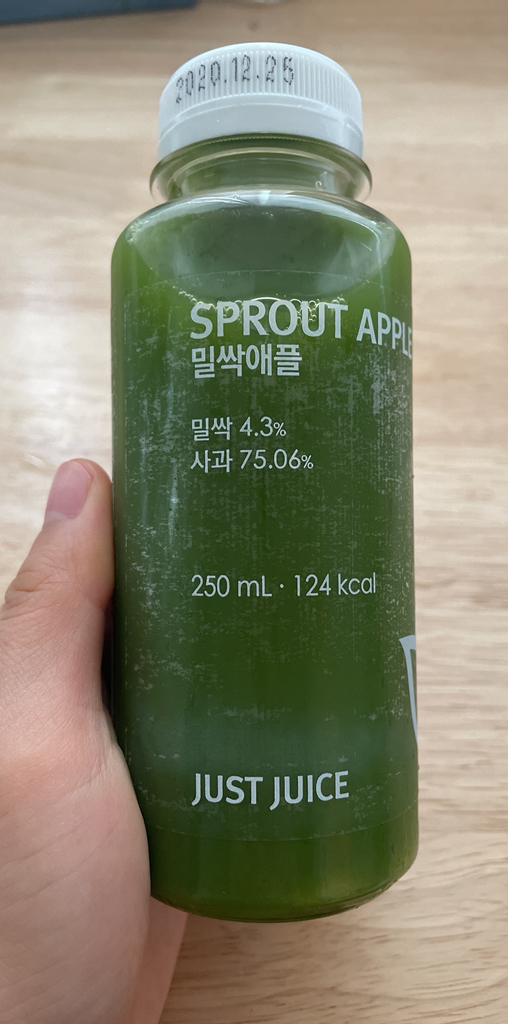 2020.12.25
SPROUT APPLE
밀싹애플
밀싹 4.3%
사과 75.06%
250 mL · 124 kcal
JUST JUICE